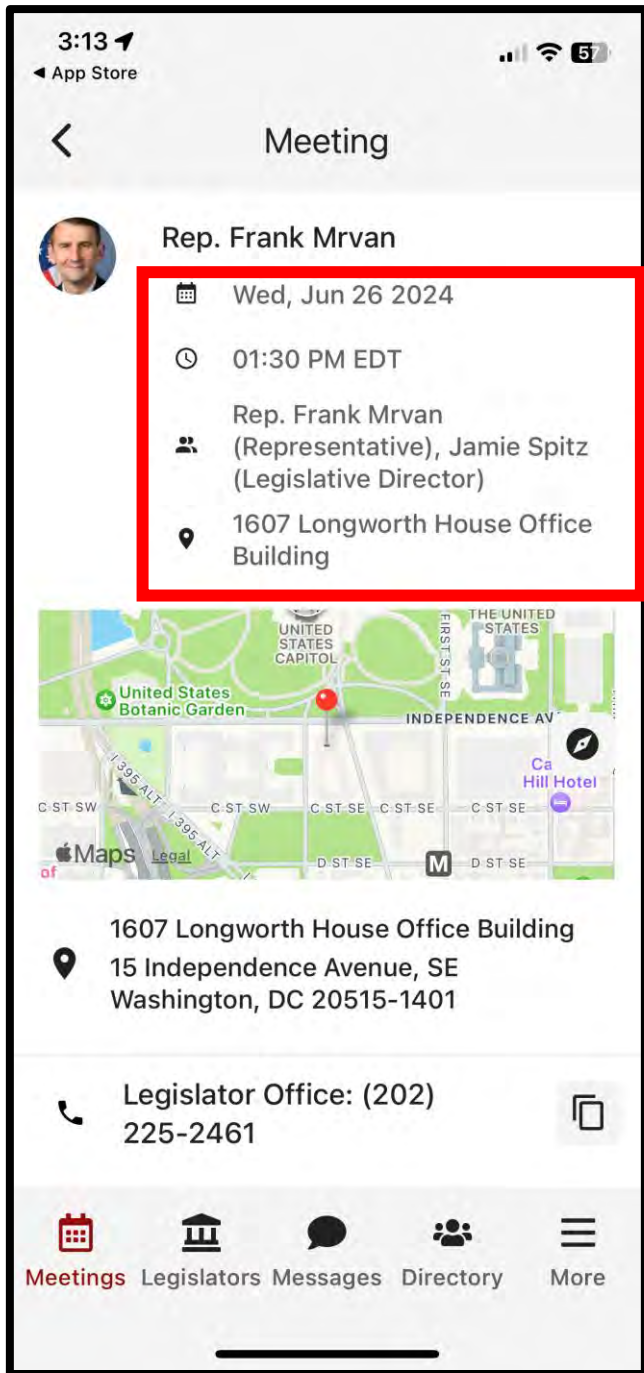 3:13
57
◀ App Store
Meeting
Rep. Frank Mrvan
Wed, Jun 26 2024
01:30 PM EDT
Rep. Frank Mrvan
(Representative), Jamie Spitz
(Legislative Director)
1607 Longworth House Office
Building
UNITED
STATES
CAPITOL
FIRST ST SE
THE UNITED
STATES
United States
Botanic Garden
INDEPENDENCE AV
I 395 ALT
I 395 ALT
Ca
Hill Hotel
C ST SW
C ST SW
C ST SE
C ST SE
C ST SE
Maps
Legal
of
D ST SE
M
D ST SE
1607 Longworth House Office Building
15 Independence Avenue, SE
Washington, DC 20515-1401
Legislator Office: (202)
225-2461
Meetings Legislators Messages Directory More